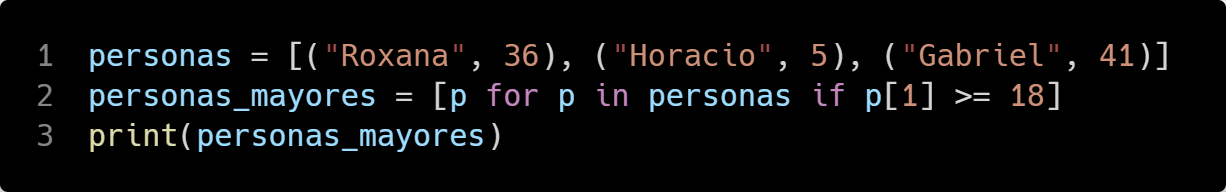 1 personas = [("Roxana", 36), ("Horacio", 5), ("Gabriel", 41)]
2 personas_mayores = [p for p in personas if p[1] >= 18]
3 print(personas_mayores)